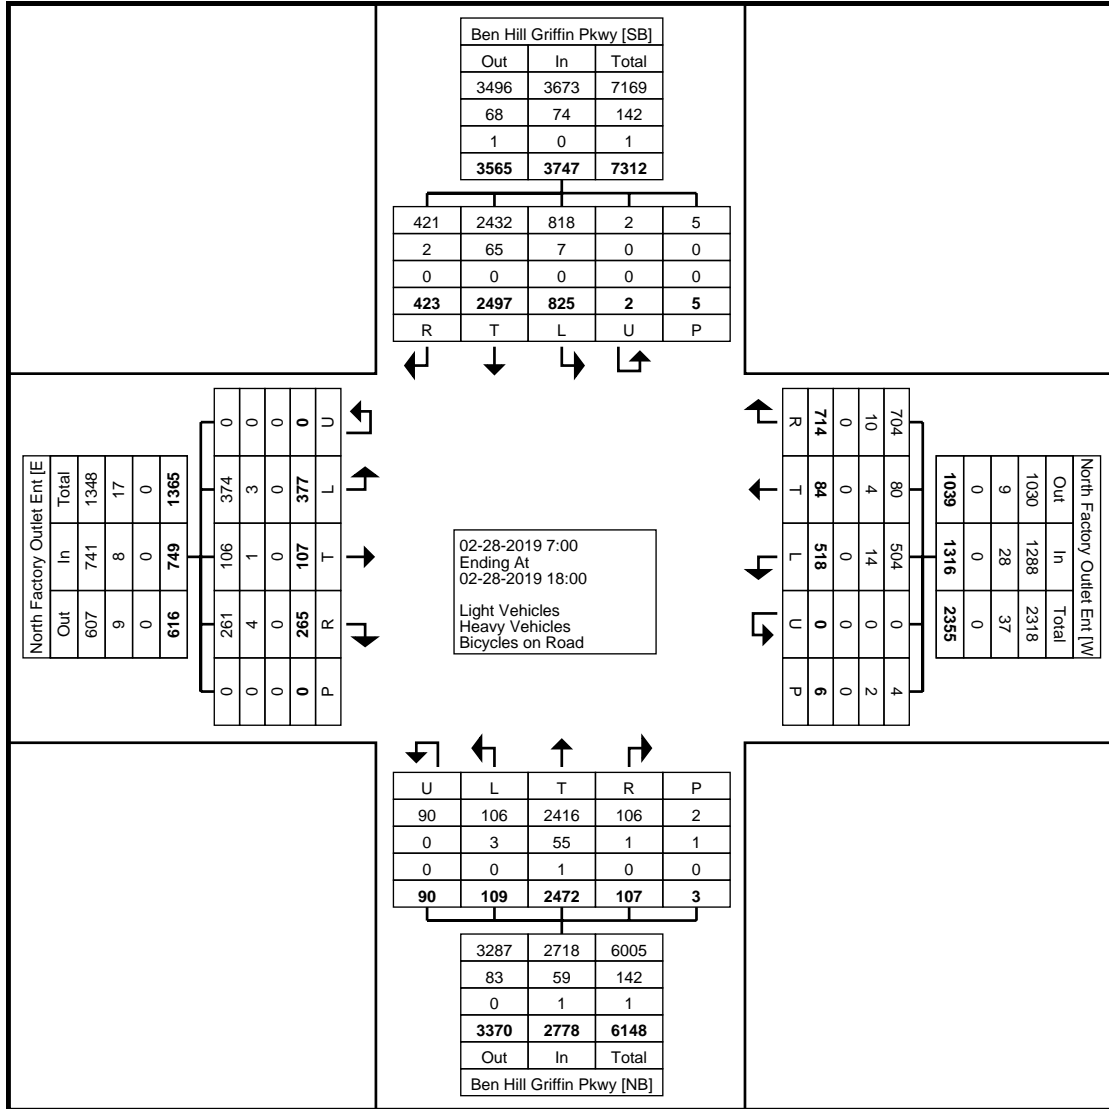 Ben Hill Griffin Pkwy [SB]
Out In Total
3496 3673 7169
68 74 142
1 0 1
3565 3747 7312
421 2432 818 2 5
2 65 7 0 0
0 0 0 0 0
423 2497 825 2 5
R T L U P
North Factory Outlet Ent [E
Total In Out
1348 741 607
17 8 9
0 0 0
1365 749 616
0 374 106 261 0
0 3 1 4 0
0 0 0 0 0
0 377 107 265 0
U L T R P
02-28-2019 7:00
Ending At
02-28-2019 18:00
Light Vehicles
Heavy Vehicles
Bicycles on Road
North Factory Outlet Ent [W
Out In Total
1030 1288 2318
9 28 37
0 0 0
1039 1316 2355
704 80 504 0 4
10 4 14 0 2
0 0 0 0 0
714 84 518 0 6
R T L U P
U L T R P
90 106 2416 106 2
0 3 55 1 1
0 0 1 0 0
90 109 2472 107 3
3287 2718 6005
83 59 142
0 1 1
3370 2778 6148
Out In Total
Ben Hill Griffin Pkwy [NB]